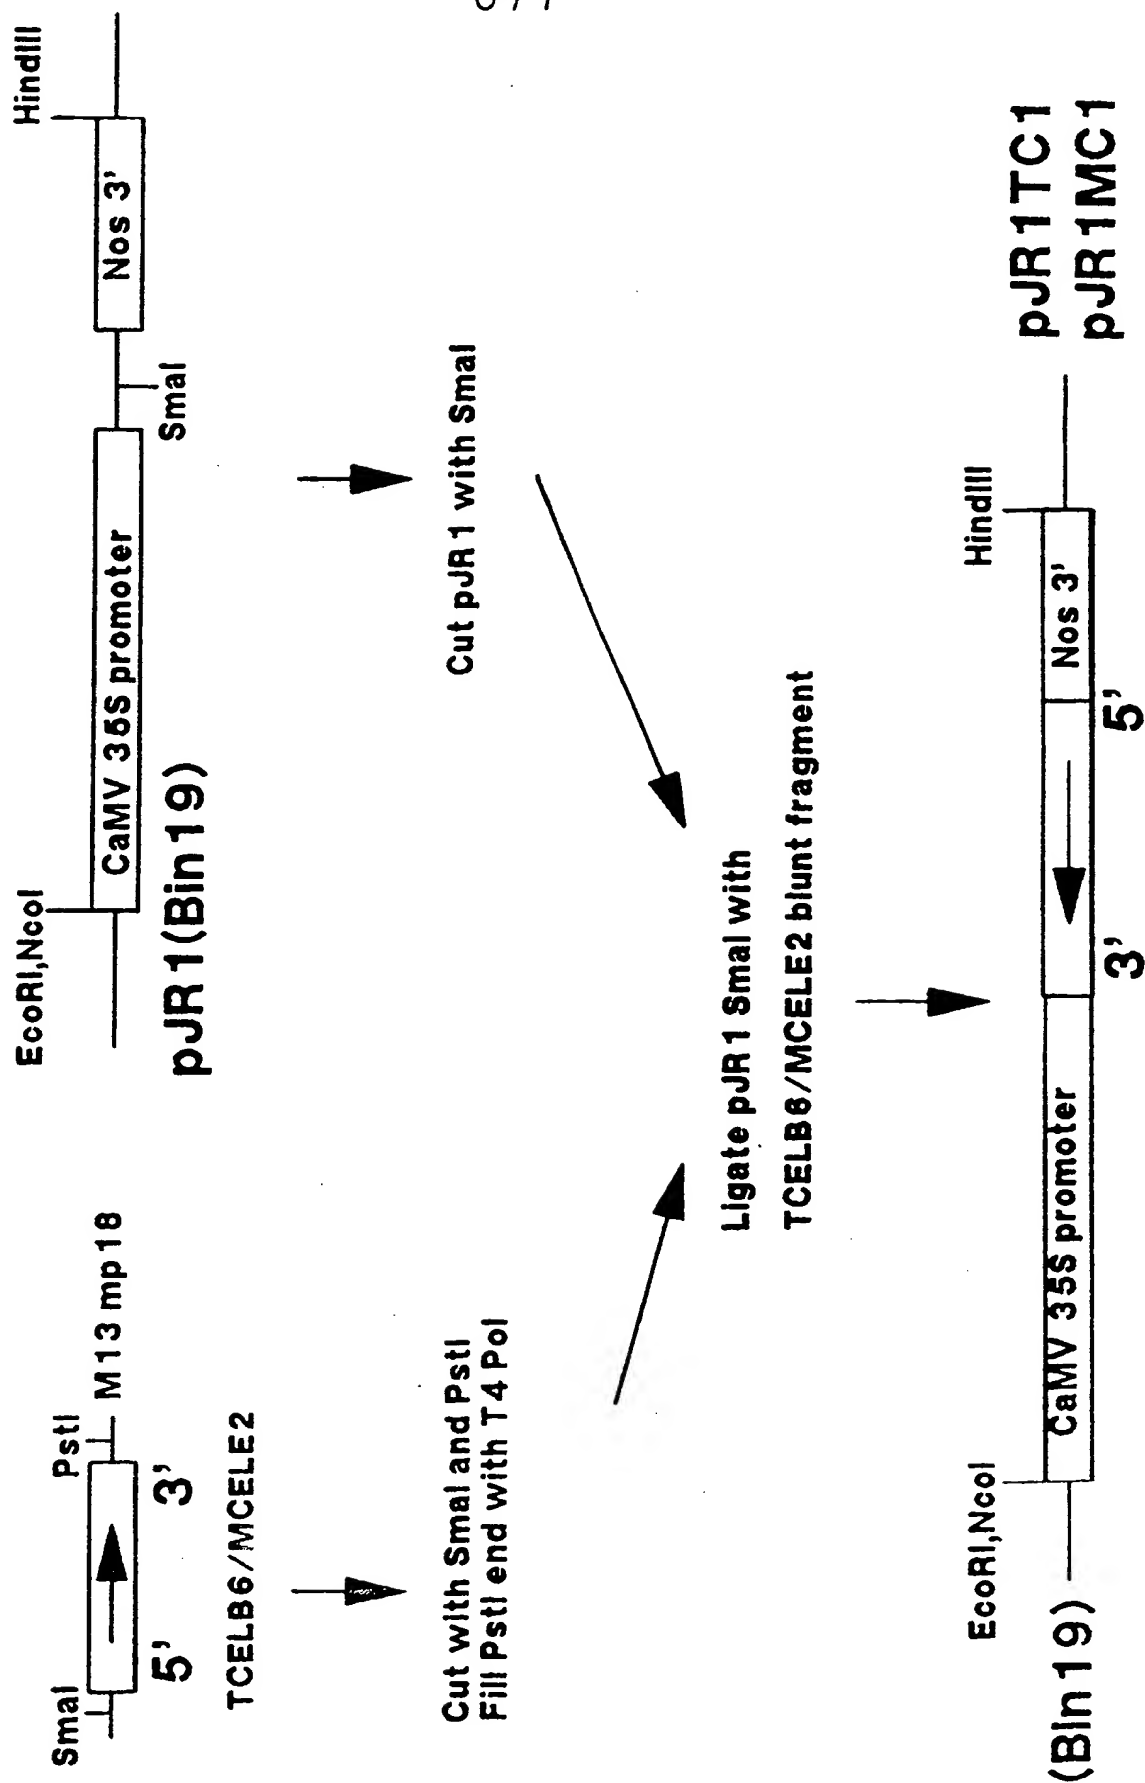 SmaI
PstI
M13mp18
5'
3'
TCELB6/MCELE2
EcoRI,NcoI
HindIII
CaMV 35S promoter
Nos 3'
SmaI
pJR1(Bin19)
Cut with SmaI and PstI
Fill PstI end with T4 Pol
Cut pJR1 with SmaI
Ligate pJR1 SmaI with
TCELB6/MCELE2 blunt fragment
EcoRI,NcoI
HindIII
(Bin19)
CaMV 35S promoter
Nos 3'
3'
5'
pJR1TC1
pJR1MC1